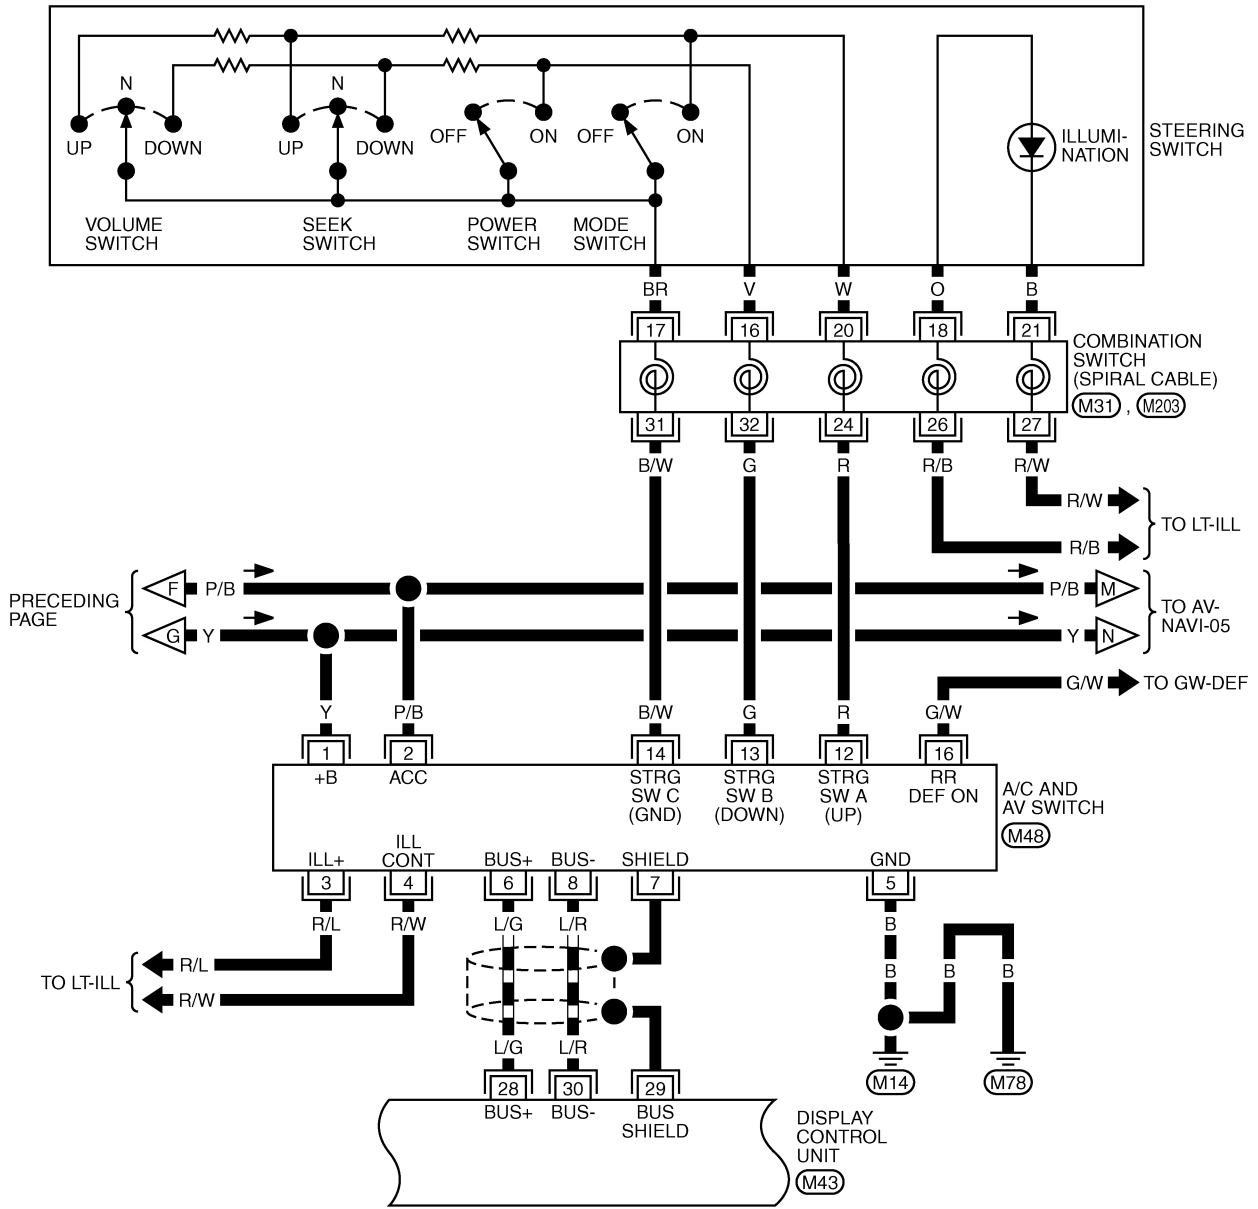 N
N
UP
DOWN
UP
DOWN
OFF
ON
OFF
ON
ILLUMI-
NATION
STEERING
SWITCH
VOLUME
SWITCH
SEEK
SWITCH
POWER
SWITCH
MODE
SWITCH
BR
V
W
O
B
17
16
20
18
21
COMBINATION
SWITCH
(SPIRAL CABLE)
M31 , M203
31
32
24
26
27
B/W
G
R
R/B
R/W
R/W
TO LT-ILL
R/B
PRECEDING
PAGE
F
P/B
P/B
M
G
Y
Y
N
TO AV-
NAVI-05
G/W
TO GW-DEF
Y
P/B
B/W
G
R
G/W
1
2
14
13
12
16
+B
ACC
STRG
SW C
(GND)
STRG
SW B
(DOWN)
STRG
SW A
(UP)
RR
DEF ON
A/C AND
AV SWITCH
M48
ILL+
ILL
CONT
BUS+
BUS-
SHIELD
GND
3
4
6
8
7
5
R/L
R/W
L/G
L/R
B
TO LT-ILL
R/L
R/W
B
B
B
L/G
L/R
M14
M78
28
30
29
BUS+
BUS-
BUS
SHIELD
DISPLAY
CONTROL
UNIT
M43